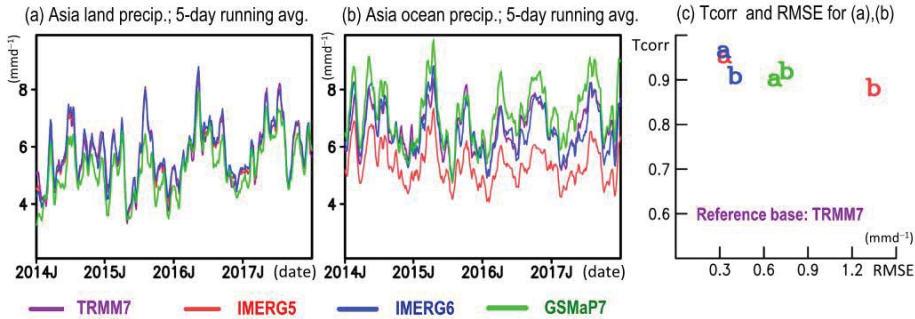 (a) Asia land precip.; 5-day running avg.
(mmd⁻¹)
8
6
4
2014J 2015J 2016J 2017J (date)
(b) Asia ocean precip.; 5-day running avg.
8
6
4
2014J 2015J 2016J 2017J (date)
(c) Tcorr and RMSE for (a),(b)
Tcorr
0.9
0.8
0.7
0.6
a
a
b
a
b
b
Reference base: TRMM7
(mmd⁻¹)
0.3 0.6 0.9 1.2 RMSE
TRMM7 IMERG5 IMERG6 GSMaP7